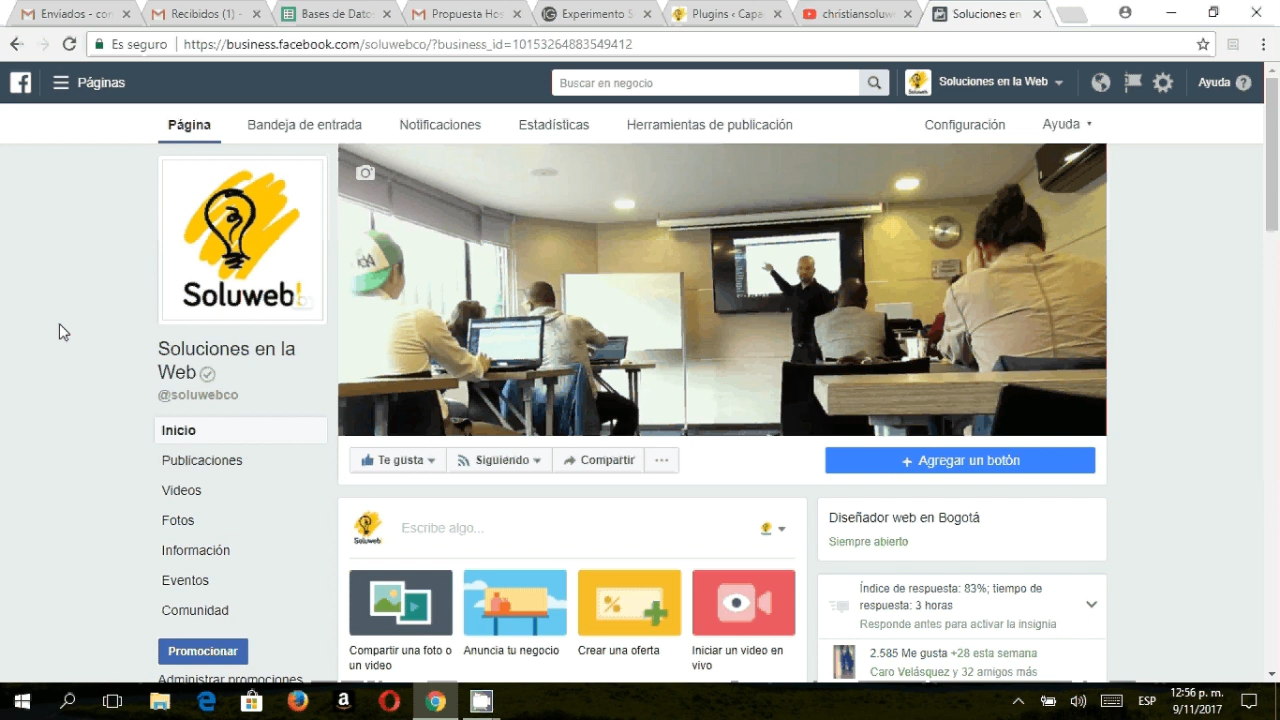 Enviados - con
Recibidos (1)
Bases de Datos
Propuesta Hos
Experimento S
Plugins ‹ Capa
christiansoluw
Soluciones en
Es seguro
https://business.facebook.com/soluwebco/?business_id=10153264883549412
Páginas
Buscar en negocio
Soluciones en la Web
Ayuda
Página
Bandeja de entrada
Notificaciones
Estadísticas
Herramientas de publicación
Configuración
Ayuda
Soluweb!
Soluciones en la
Web
@soluwebco
Inicio
Publicaciones
Videos
Fotos
Información
Eventos
Comunidad
Promocionar
Administrar promociones
Te gusta
Siguiendo
Compartir
+ Agregar un botón
Soluweb
Escribe algo...
Compartir una foto o
un video
Anuncia tu negocio
Crear una oferta
Iniciar un video en
vivo
Diseñador web en Bogotá
Siempre abierto
Índice de respuesta: 83%; tiempo de
respuesta: 3 horas
Responde antes para activar la insignia
2.585 Me gusta +28 esta semana
Caro Velásquez y 32 amigos más
ESP
12:56 p. m.
9/11/2017